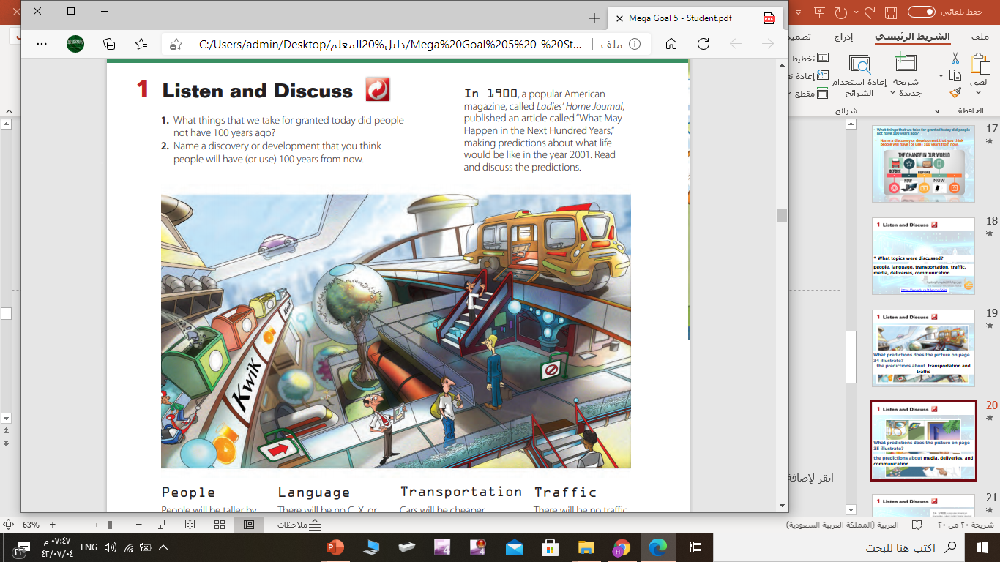 Mega Goal 5 - Student.pdf
C:/Users/admin/Desktop/دليل%20المعلم/Mega%20Goal%205%20-%20St...
ملف
1 Listen and Discuss
1. What things that we take for granted today did people
not have 100 years ago?
2. Name a discovery or development that you think
people will have (or use) 100 years from now.
In 1900, a popular American
magazine, called Ladies' Home Journal,
published an article called "What May
Happen in the Next Hundred Years,"
making predictions about what life
would be like in the year 2001. Read
and discuss the predictions.
Kwik
Kwik
People
Language
Transportation
Traffic
People will be taller by
There will be no C, X, or
Cars will be cheaper
There will be no traffic
حفظ تلقائي
ملف
الشريط الرئيسي
إدراج
تصميم
لصق
الحافظة
شريحة جديدة
إعادة استخدام الشرائح
تخطيط
إعادة تع
مقطع
شرائح
17
What things that we take for granted today did people
not have 100 years ago?
Name a discovery or development that you think
people will have (or use) 100 years from now.
THE CHANGE IN OUR WORLD
BEFORE
BEFORE
NOW
NOW
18
1 Listen and Discuss
* What topics were discussed?
people, language, transportation, traffic,
media, deliveries, communication
19
1 Listen and Discuss
What predictions does the picture on page
34 illustrate?
the predictions about transportation and
traffic
20
1 Listen and Discuss
What predictions does the picture on page
35 illustrate?
the predictions about media, deliveries, and
communication
21
1 Listen and Discuss
انقر لإضافة
شريحة ٢٠ من ٣٠
العربية (المملكة العربية السعودية)
ملاحظات
63%
اكتب هنا للبحث
ENG
٠٧:٤٧ م
٤٢/٠٧/٠٤